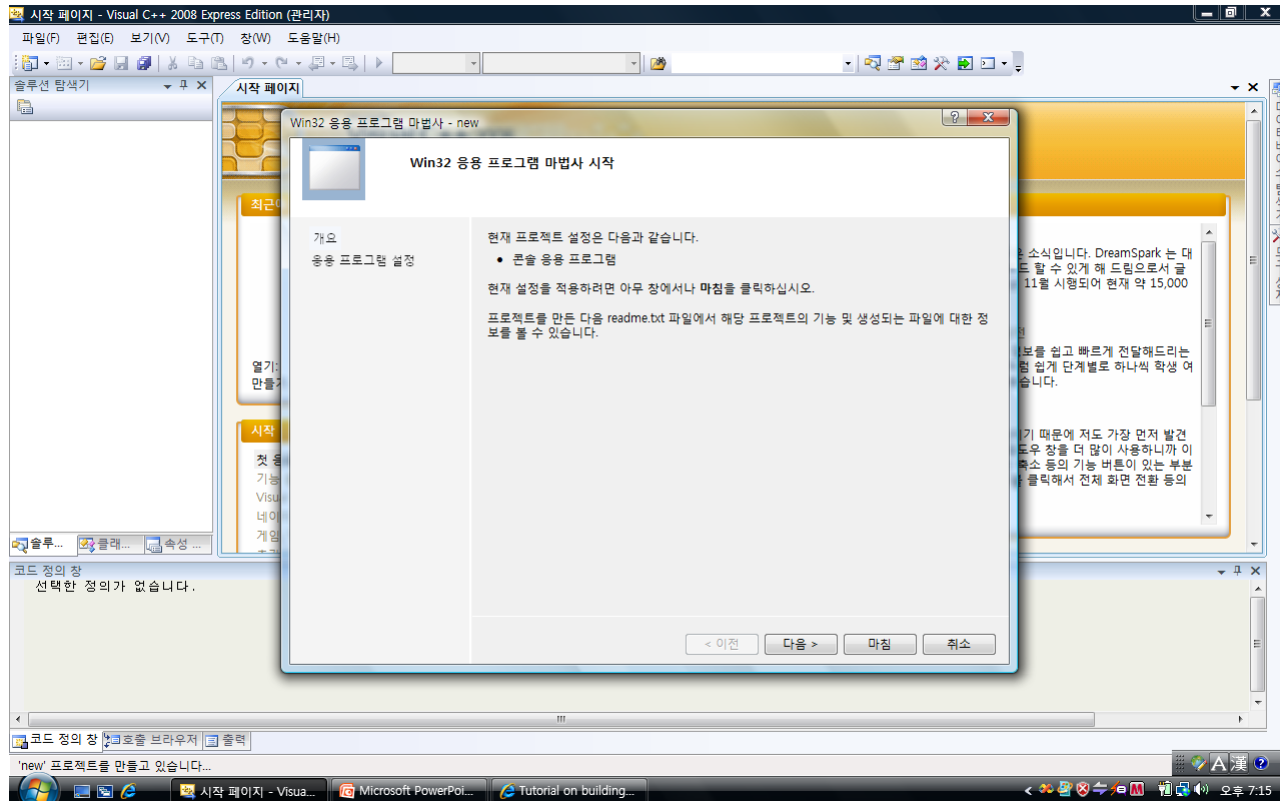 시작 페이지 - Visual C++ 2008 Express Edition (관리자)
파일(F) 편집(E) 보기(V) 도구(T) 창(W) 도움말(H)
솔루션 탐색기
시작 페이지
Win32 응용 프로그램 마법사 - new
Win32 응용 프로그램 마법사 시작
개요
응용 프로그램 설정
현재 프로젝트 설정은 다음과 같습니다.
• 콘솔 응용 프로그램
현재 설정을 적용하려면 아무 창에서나 마침을 클릭하십시오.
프로젝트를 만든 다음 readme.txt 파일에서 해당 프로젝트의 기능 및 생성되는 파일에 대한 정
보를 볼 수 있습니다.
< 이전 다음 > 마침 취소
최근
열기:
만들
시작
첫
기능
Visu
네이
게임
소식입니다. DreamSpark 는 대
드 할 수 있게 해 드림으로서 글
11월 시행되어 현재 약 15,000
보를 쉽고 빠르게 전달해드리는
럼 쉽게 단계별로 하나씩 학생 여
습니다.
기 때문에 저도 가장 먼저 발견
도우 창을 더 많이 사용하니까 이
축소 등의 기능 버튼이 있는 부분
클릭해서 전체 화면 전환 등의
솔루... 클래... 속성 ...
코드 정의 창
선택한 정의가 없습니다.
코드 정의 창 호출 브라우저 출력
'new' 프로젝트를 만들고 있습니다...
A 漢
시작 페이지 - Visua... Microsoft PowerPoi... Tutorial on building... 오후 7:15